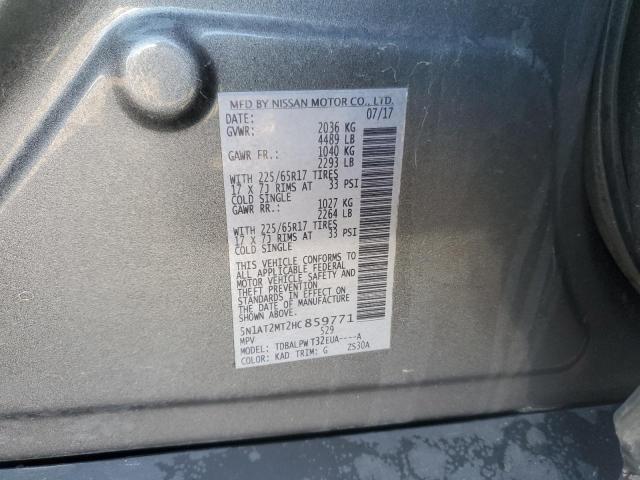 MFD BY NISSAN MOTOR CO., LTD.
DATE: 07/17
GVWR: 2036 KG
4489 LB
GAWR FR.: 1040 KG
2293 LB
WITH 225/65R17 TIRES
17 X 7J RIMS AT 33 PSI
COLD SINGLE
GAWR RR.: 1027 KG
2264 LB
WITH 225/65R17 TIRES
17 X 7J RIMS AT 33 PSI
COLD SINGLE
THIS VEHICLE CONFORMS TO
ALL APPLICABLE FEDERAL
MOTOR VEHICLE SAFETY AND
THEFT PREVENTION
STANDARDS IN EFFECT ON
THE DATE OF MANUFACTURE
SHOWN ABOVE.
5N1AT2MT2HC859771
MPV 529
MODEL: TDBALPW T32EUA----A
COLOR: KAD TRIM: G ZS30A